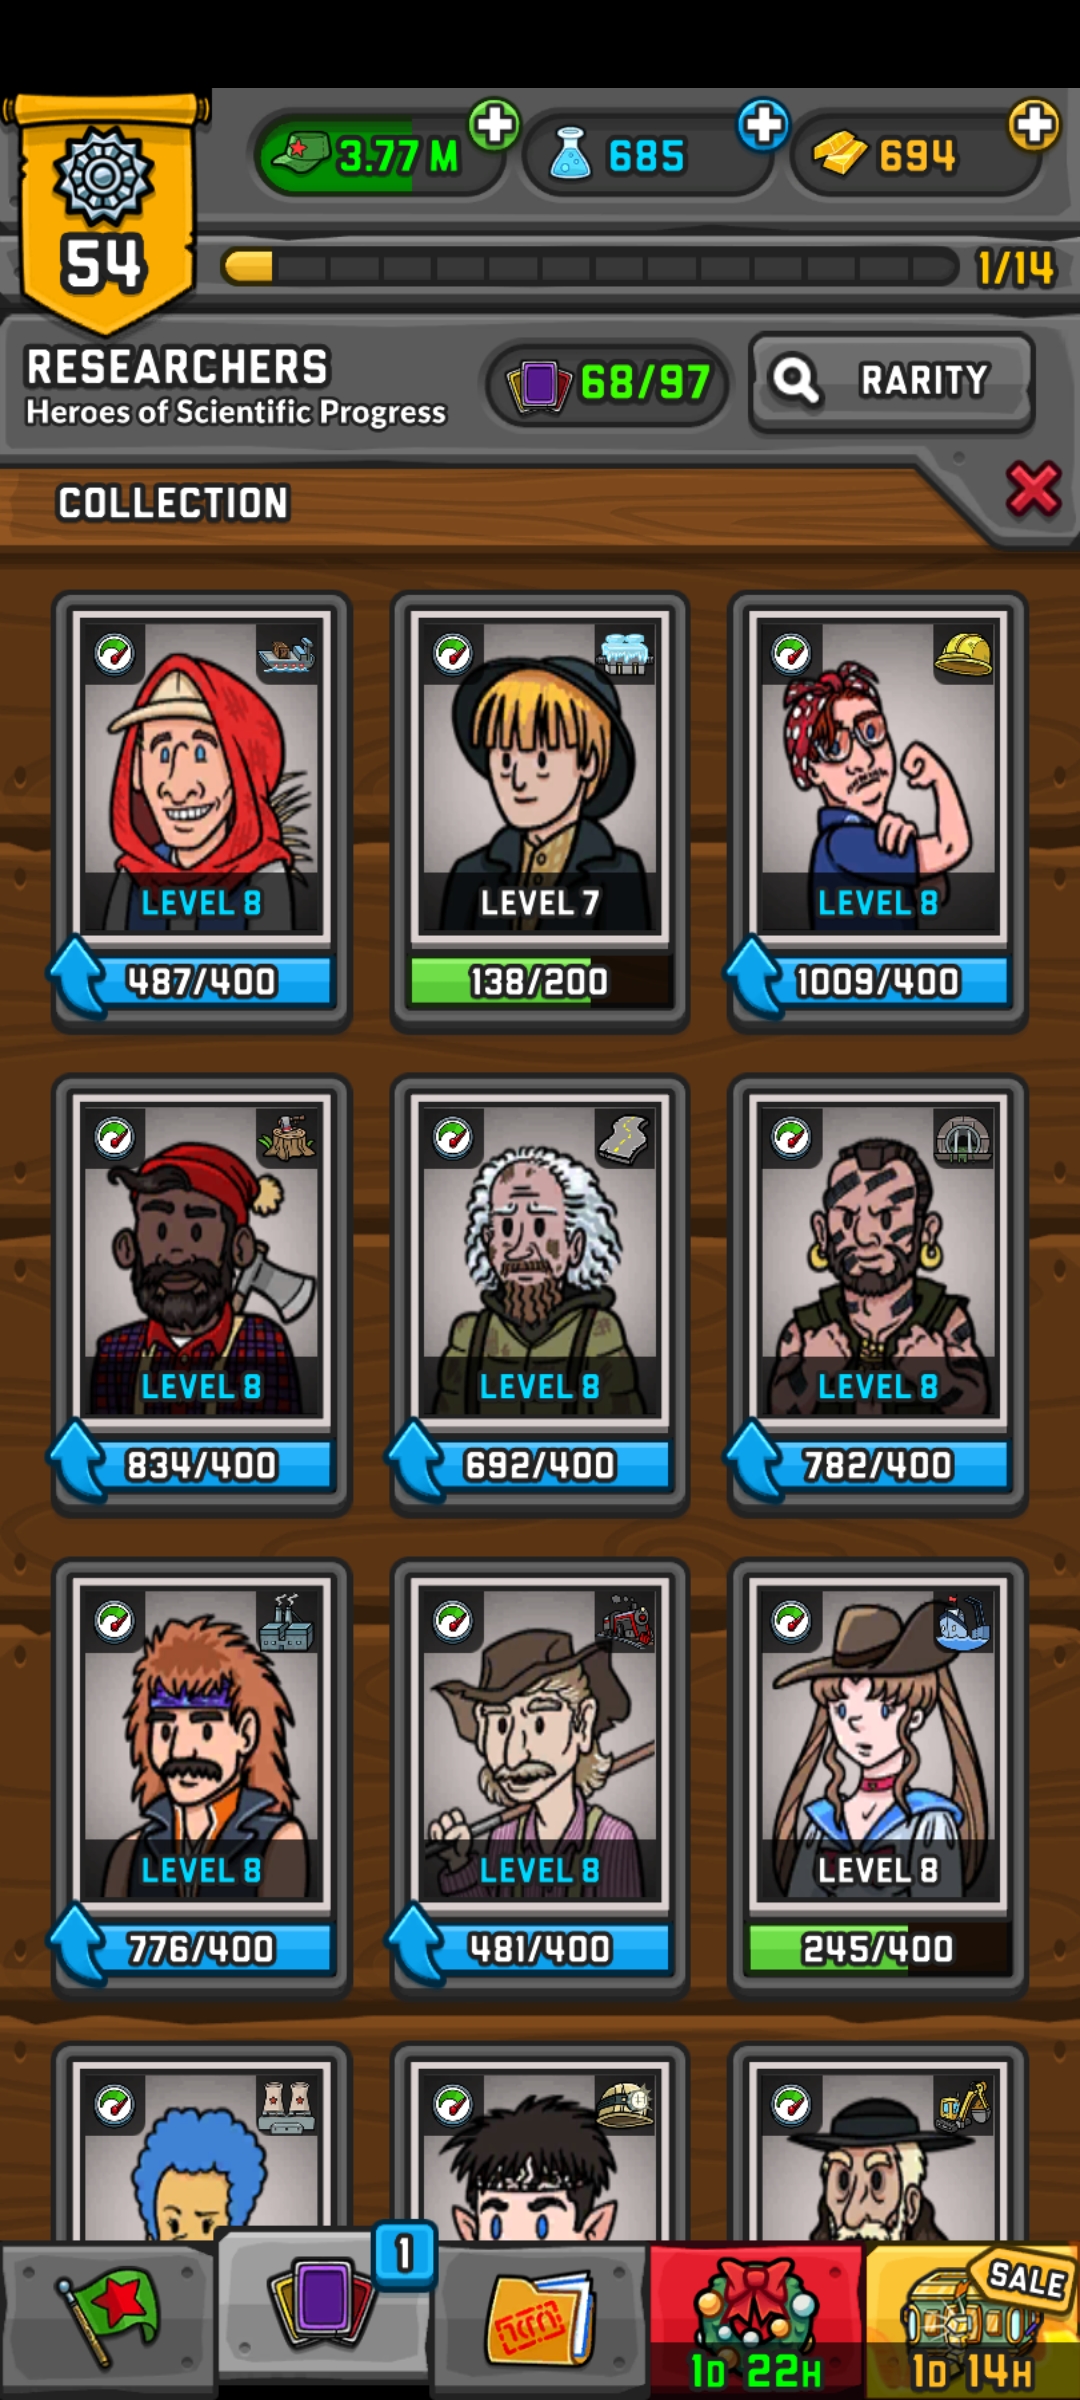 3.77 M
685
694
54
1/14
RESEARCHERS
Heroes of Scientific Progress
68/97
RARITY
COLLECTION
LEVEL 8
LEVEL 7
LEVEL 8
487/400
138/200
1009/400
LEVEL 8
LEVEL 8
LEVEL 8
834/400
692/400
782/400
LEVEL 8
LEVEL 8
LEVEL 8
776/400
481/400
245/400
1
SALE
1D 22H
1D 14H